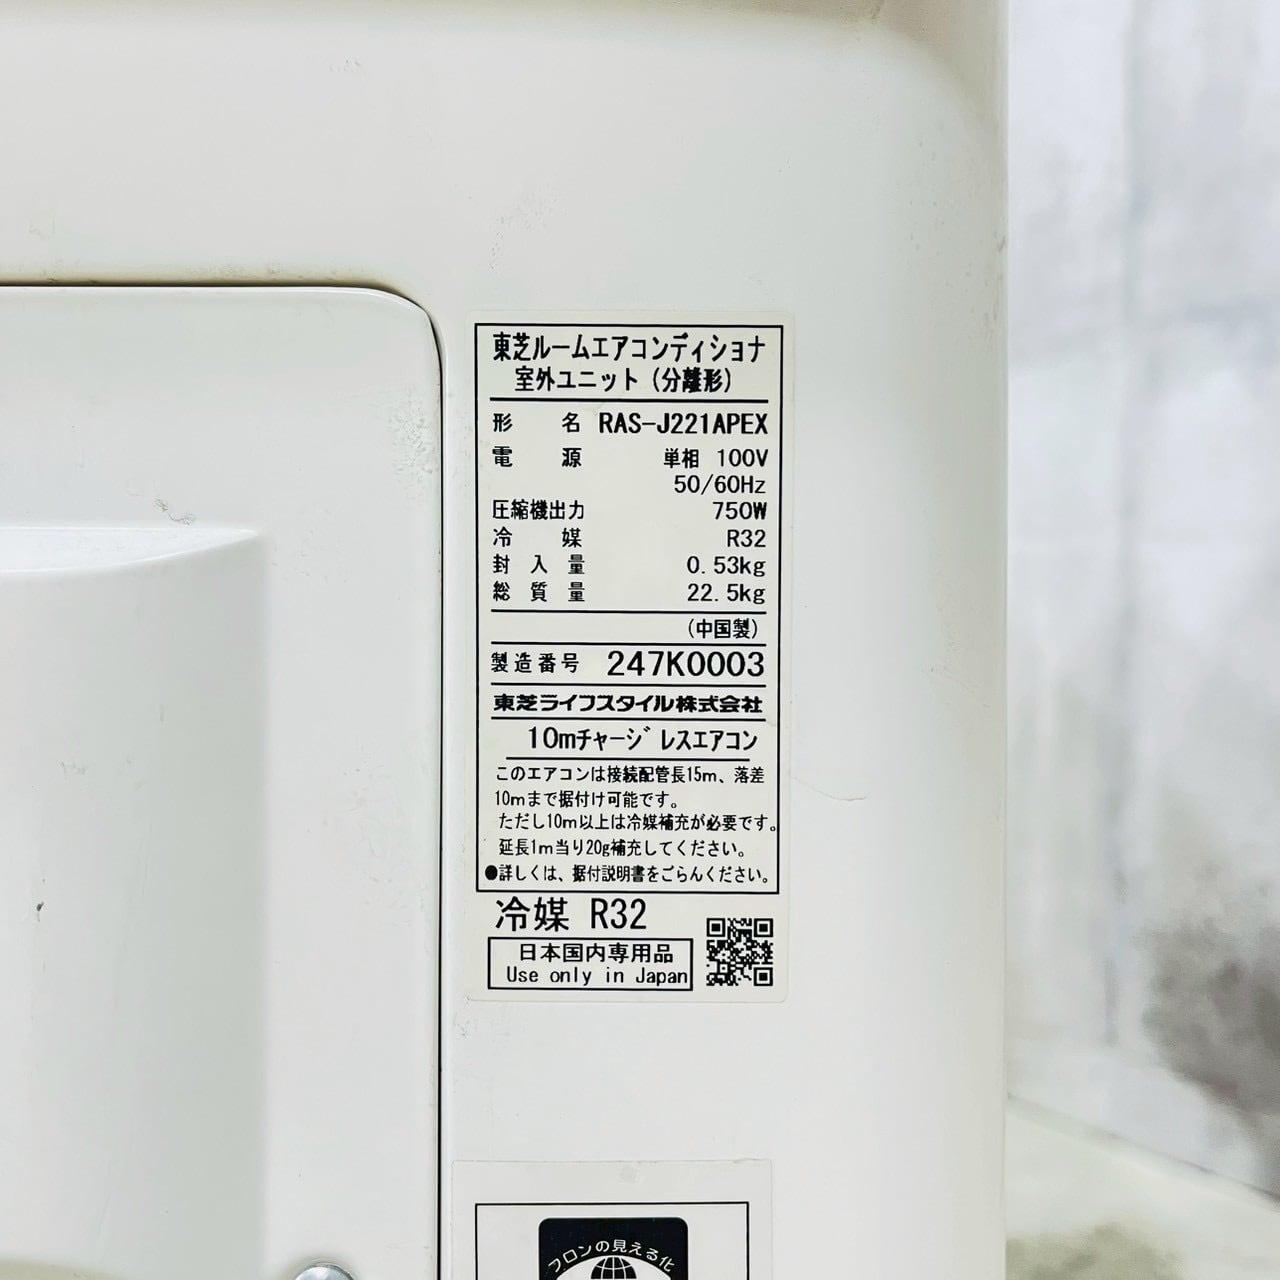 東芝ルームエアコンディショナ
室外ユニット(分離形)
形名 RAS-J221APEX
電源 単相 100V
50/60Hz
圧縮機出力 750W
冷媒 R32
封入量 0.53kg
総質量 22.5kg
(中国製)
製造番号 247K0003
東芝ライフスタイル株式会社
10mチャージレスエアコン
このエアコンは接続配管長15m、落差
10mまで据付け可能です。
ただし10m以上は冷媒補充が必要です。
延長1m当り20g補充してください。
●詳しくは、据付説明書をごらんください。
冷媒 R32
日本国内専用品
Use only in Japan
フロンの見える化